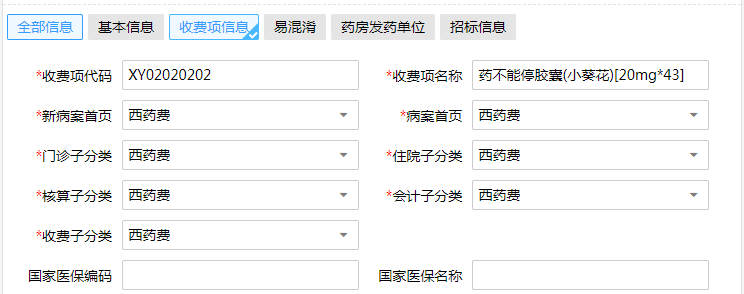 全部信息 基本信息 收费项信息 易混淆 药房发药单位 招标信息
*收费项代码 XY02020202 *收费项名称 药不能停胶囊(小葵花)[20mg*43]
*新病案首页 西药费 *病案首页 西药费
*门诊子分类 西药费 *住院子分类 西药费
*核算子分类 西药费 *会计子分类 西药费
*收费子分类 西药费
国家医保编码 国家医保名称